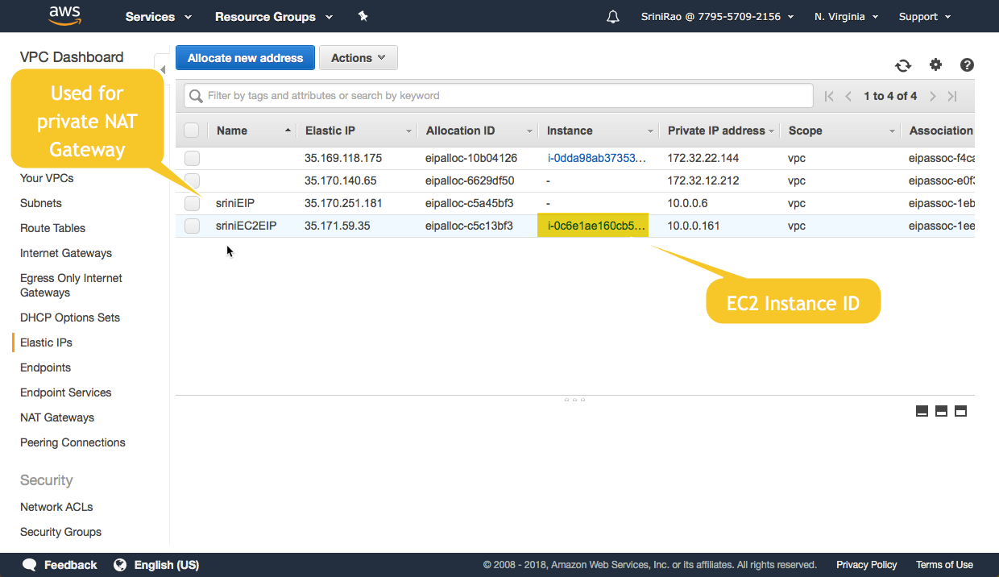 aws
Services
Resource Groups
SriniRao @ 7795-5709-2156
N. Virginia
Support
VPC Dashboard
Allocate new address
Actions
Used for
private NAT
Gateway
Filter by tags and attributes or search by keyword
1 to 4 of 4
Name Elastic IP Allocation ID Instance Private IP address Scope Association
35.169.118.175 eipalloc-10b04126 i-0dda98ab37353... 172.32.22.144 vpc eipassoc-f4ca
35.170.140.65 eipalloc-6629df50 - 172.32.12.212 vpc eipassoc-e0f
sriniEIP 35.170.251.181 eipalloc-c5a45bf3 - 10.0.0.6 vpc eipassoc-1eb
sriniEC2EIP 35.171.59.35 eipalloc-c5c13bf3 i-0c6e1ae160cb5... 10.0.0.161 vpc eipassoc-1ee
EC2 Instance ID
Your VPCs
Subnets
Route Tables
Internet Gateways
Egress Only Internet
Gateways
DHCP Options Sets
Elastic IPs
Endpoints
Endpoint Services
NAT Gateways
Peering Connections
Security
Network ACLs
Security Groups
Feedback
English (US)
© 2008 - 2018, Amazon Web Services, Inc. or its affiliates. All rights reserved.
Privacy Policy
Terms of Use